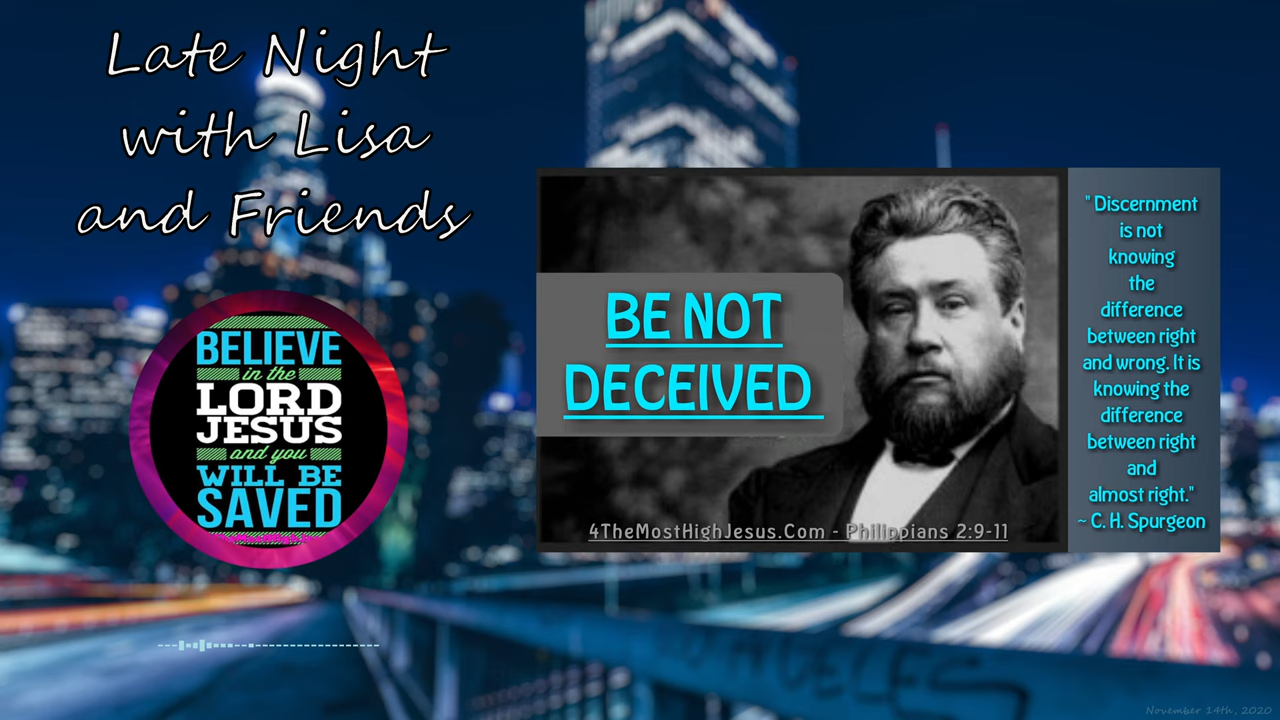 Late Night
with Lisa
and Friends
BELIEVE
in the
LORD
JESUS
and you
WILL BE
SAVED
BE NOT
DECEIVED
4TheMostHighJesus.Com - Philippians 2:9-11
" Discernment
is not
knowing
the
difference
between right
and wrong. It is
knowing the
difference
between right
and
almost right."
~ C. H. Spurgeon
November 14th, 2020